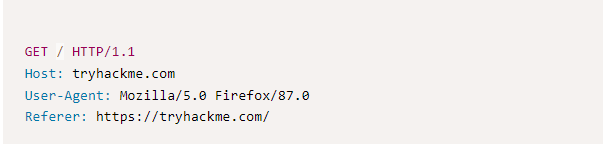 GET / HTTP/1.1
Host: tryhackme.com
User-Agent: Mozilla/5.0 Firefox/87.0
Referer: https://tryhackme.com/